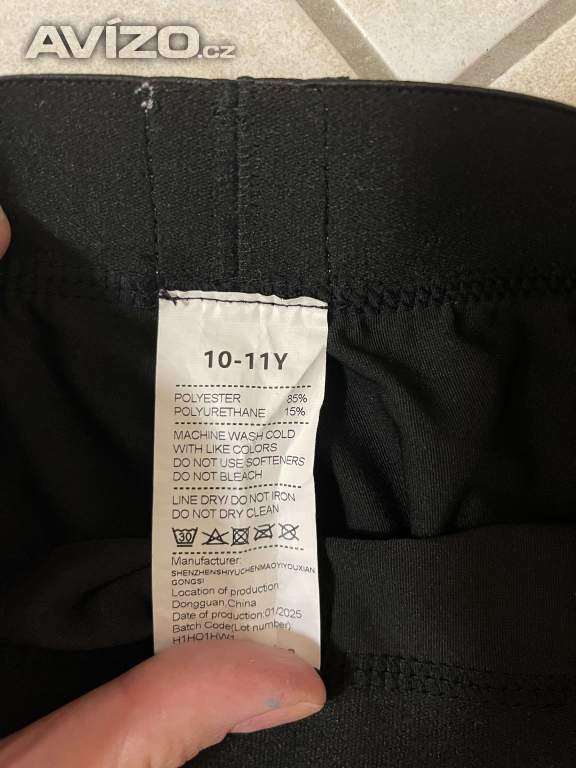 AVÍZO.cz
10-11Y
POLYESTER 85%
POLYURETHANE 15%
MACHINE WASH COLD
WITH LIKE COLORS
DO NOT USE SOFTENERS
DO NOT BLEACH
LINE DRY/ DO NOT IRON
DO NOT DRY CLEAN
30
Manufacturer:
SHENZHENSHIYUCHENMAOYIYOUXIAN
GONGSI
Location of production:
Dongguan,China
Date of production:01/2025
Batch Code(Lot number):